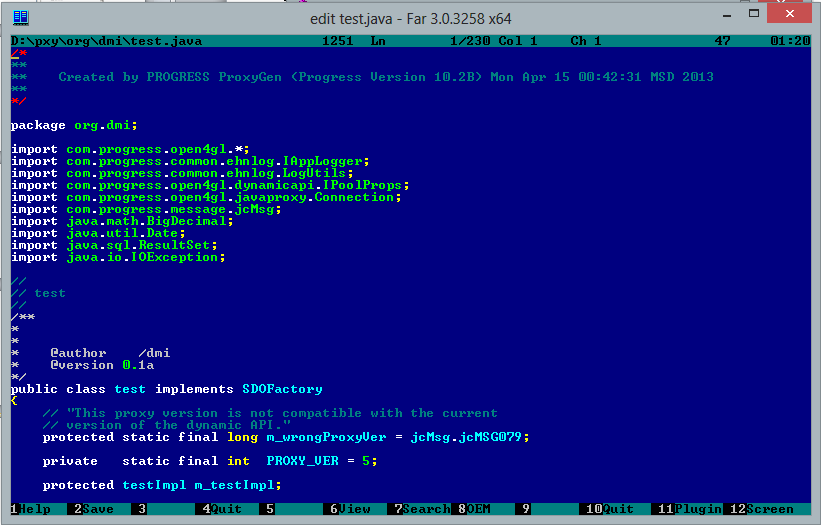 edit test.java - Far 3.0.3258 x64
D:\pxy\org\dmi\test.java 1251 Ln 1/230 Col 1 Ch 1 47 01:20
/*
**
** Created by PROGRESS ProxyGen (Progress Version 10.2B) Mon Apr 15 00:42:31 MSD 2013
**
*/
package org.dmi;
import com.progress.open4gl.*;
import com.progress.common.ehnlog.IAppLogger;
import com.progress.common.ehnlog.LogUtils;
import com.progress.open4gl.dynamicapi.IPoolProps;
import com.progress.open4gl.javaproxy.Connection;
import com.progress.message.jcMsg;
import java.math.BigDecimal;
import java.util.Date;
import java.sql.ResultSet;
import java.io.IOException;
//
// test
//
/**
*
*
* @author /dmi
* @version 0.1a
*/
public class test implements SDOFactory
{
// "This proxy version is not compatible with the current
// version of the dynamic API."
protected static final long m_wrongProxyVer = jcMsg.jcMSG079;
private static final int PROXY_VER = 5;
protected testImpl m_testImpl;
1Help 2Save 3 4Quit 5 6View 7Search 8OEM 9 10Quit 11Plugin 12Screen